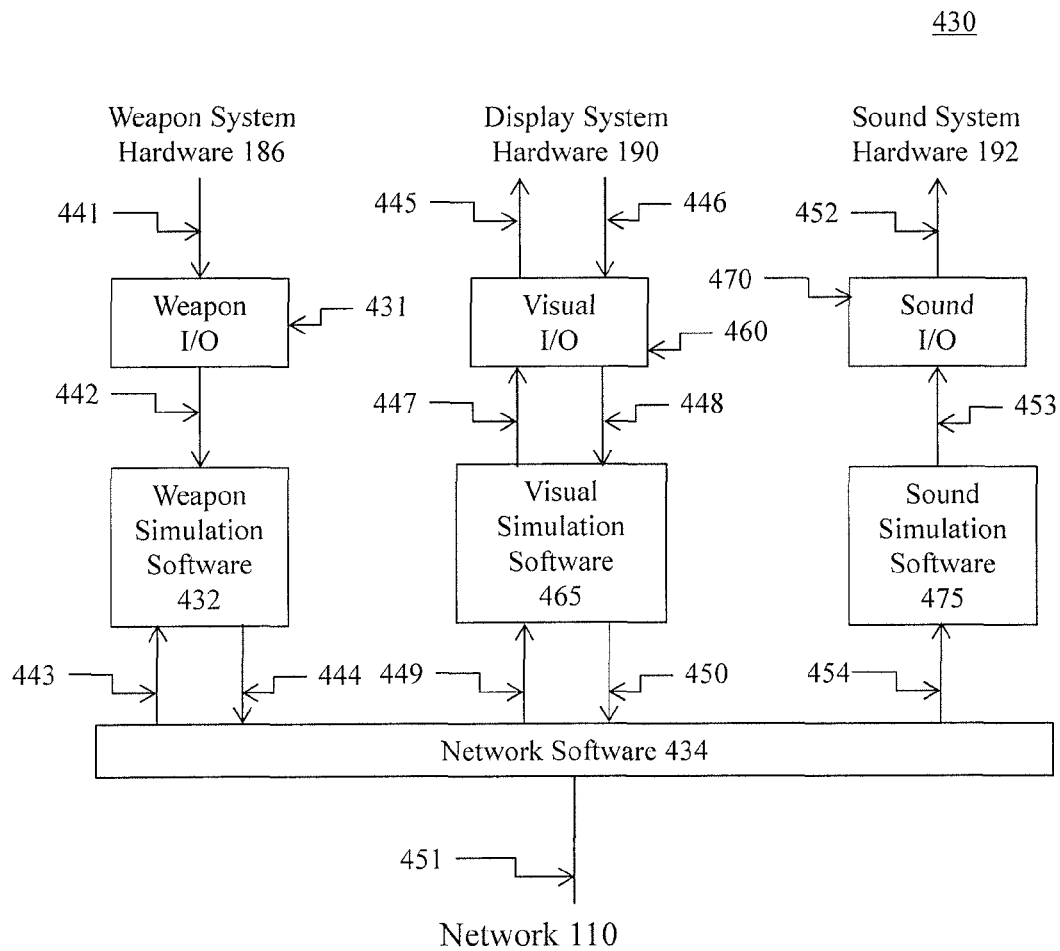 430
Weapon System
Hardware 186
Display System
Hardware 190
Sound System
Hardware 192
441
445
446
452
470
Weapon
I/O
431
Visual
I/O
460
Sound
I/O
442
447
448
453
Weapon
Simulation
Software
432
Visual
Simulation
Software
465
Sound
Simulation
Software
475
443
444
449
450
454
Network Software 434
451
Network 110